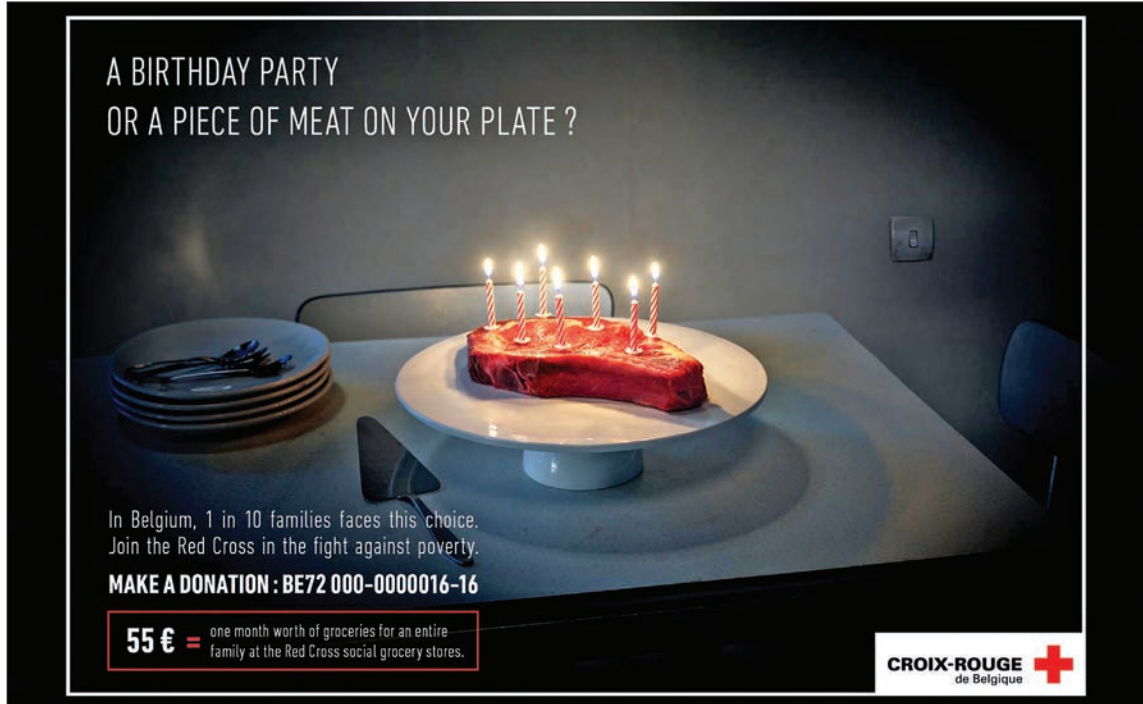 A BIRTHDAY PARTY
OR A PIECE OF MEAT ON YOUR PLATE ?
In Belgium, 1 in 10 families faces this choice.
Join the Red Cross in the fight against poverty.
MAKE A DONATION : BE72 000-0000016-16
55 € = one month worth of groceries for an entire
family at the Red Cross social grocery stores.
CROIX-ROUGE
de Belgique